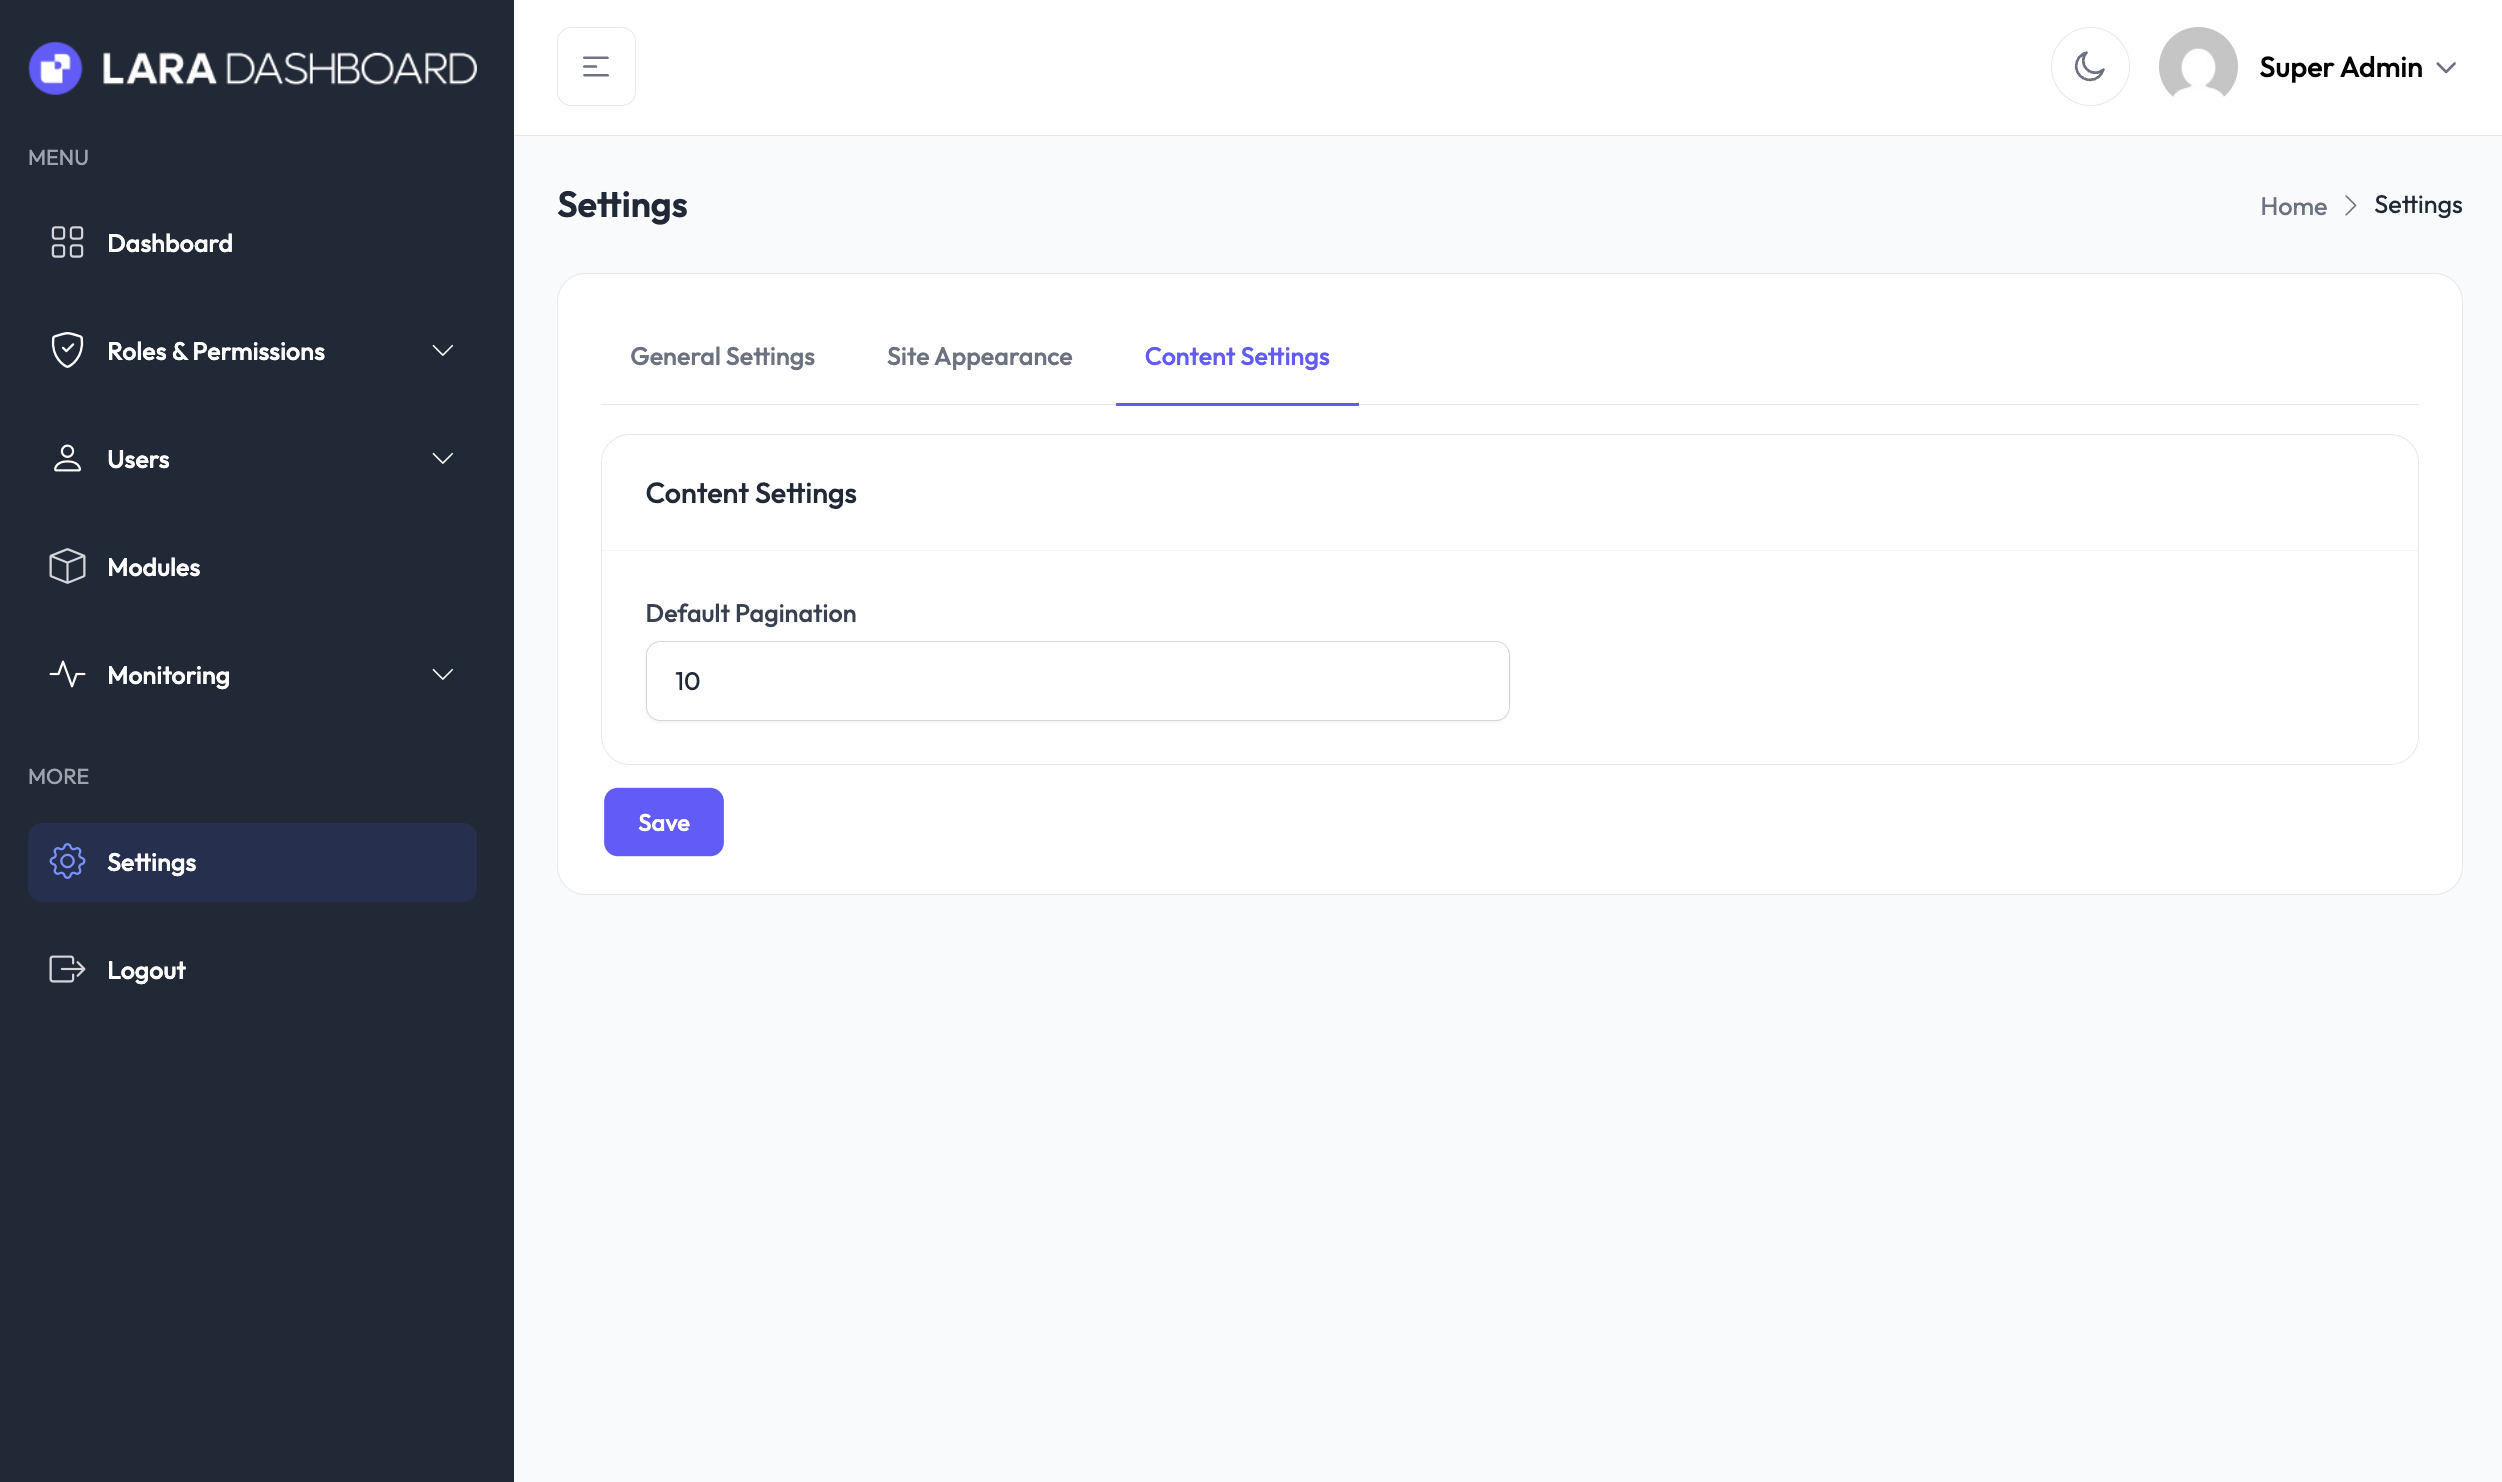 LARA DASHBOARD
MENU
Dashboard
Roles & Permissions
Users
Modules
Monitoring
MORE
Settings
Logout
Super Admin
Settings
Home > Settings
General Settings
Site Appearance
Content Settings
Content Settings
Default Pagination
10
Save